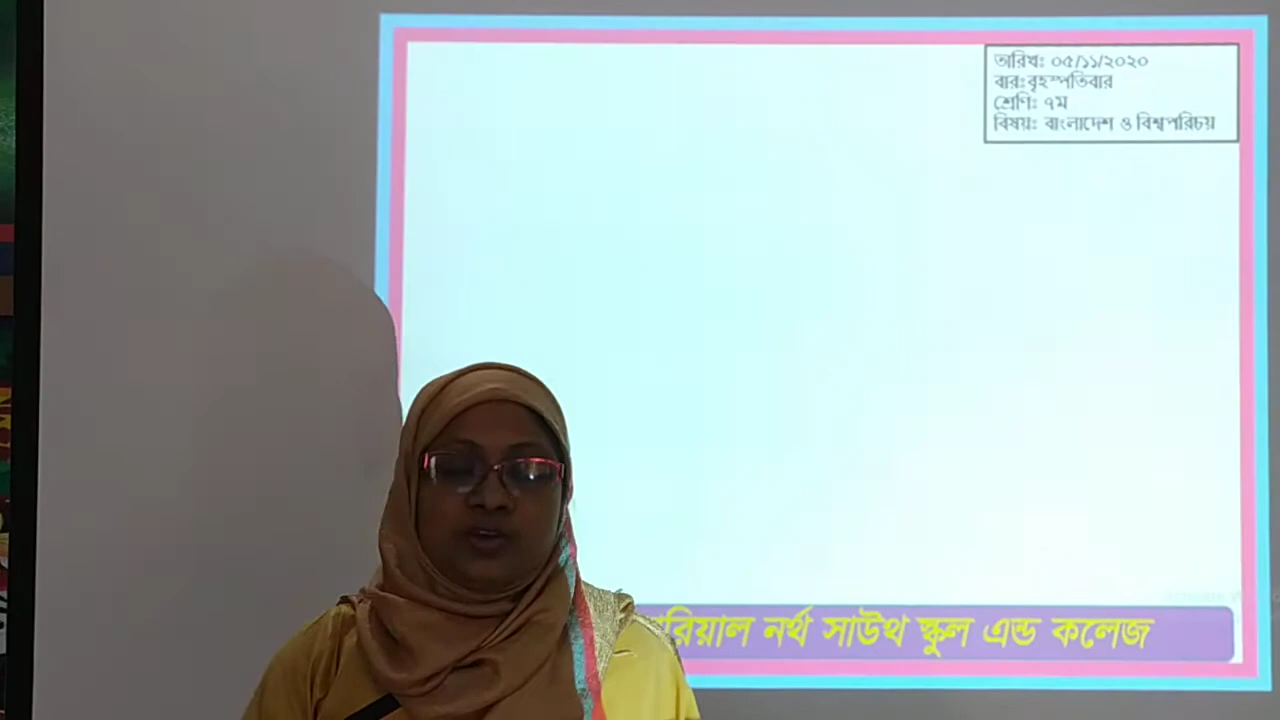 তারিখঃ ০৫/১১/২০২০
বারঃ বৃহস্পতিবার
শ্রেণিঃ ৭ম
বিষয়ঃ বাংলাদেশ ও বিশ্বপরিচয়
রিয়াল নর্থ সাউথ স্কুল এন্ড কলেজ